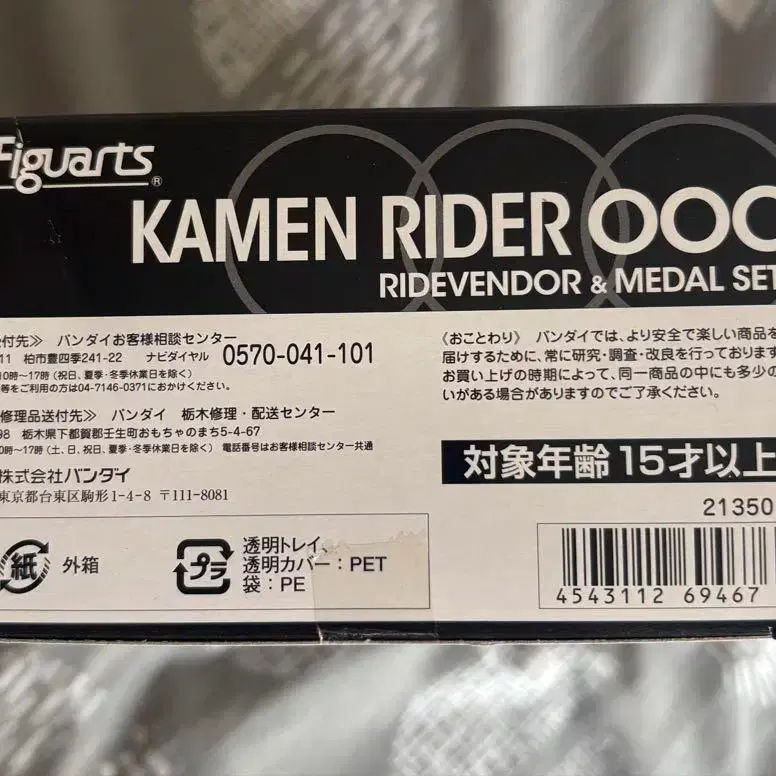 Figuarts
®
KAMEN RIDER OOO
RIDEVENDOR & MEDAL SET
付先≫ バンダイお客様相談センター
11 柏市豊四季241-22 ナビダイヤル 0570-041-101
10時〜17時(祝日、夏季・冬季休業日を除く)
等をご利用の方は04-7146-0371におかけください。
修理品送付先≫ バンダイ 栃木修理・配送センター
98 栃木県下都賀郡壬生町おもちゃのまち5-4-67
0時〜17時(土、日、祝日、夏季・冬季休業日を除く) 電話番号はお客様相談センター共通
株式会社バンダイ
東京都台東区駒形1-4-8 〒111-8081
《おことわり》 バンダイでは、より安全で楽しい商品を
届けするために、常に研究・調査・改良を行っております
お買い上げの時期によって、同一商品の中にも多少の
いがある場合がありますのでご了承ください。
対象年齢 15才以上
21350
4543112 69467
紙 外箱
プラ
透明トレイ、
透明カバー：PET
袋：PE